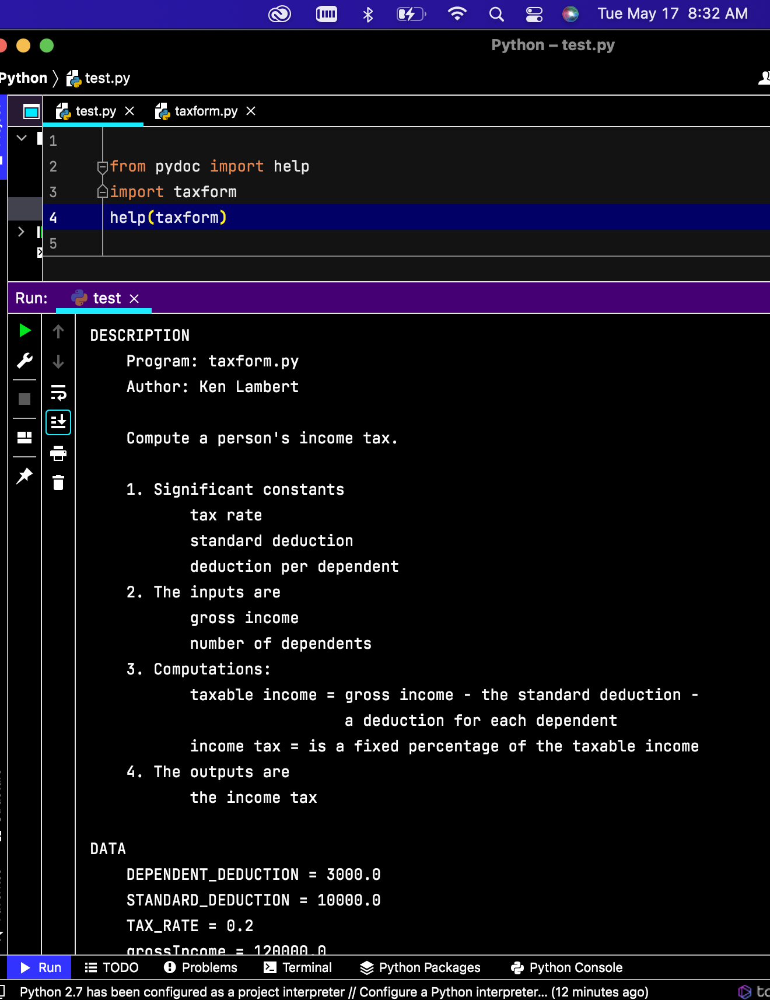 Tue May 17 8:32 AM
Python – test.py
Python
test.py
test.py
taxform.py
1
2 from pydoc import help
3 import taxform
4 help(taxform)
5
Run: test
DESCRIPTION
Program: taxform.py
Author: Ken Lambert
Compute a person's income tax.
1. Significant constants
tax rate
standard deduction
deduction per dependent
2. The inputs are
gross income
number of dependents
3. Computations:
taxable income = gross income - the standard deduction -
a deduction for each dependent
income tax = is a fixed percentage of the taxable income
4. The outputs are
the income tax
DATA
DEPENDENT_DEDUCTION = 3000.0
STANDARD_DEDUCTION = 10000.0
TAX_RATE = 0.2
grossIncome = 120000.0
Run TODO Problems Terminal Python Packages Python Console
Python 2.7 has been configured as a project interpreter // Configure a Python interpreter... (12 minutes ago)